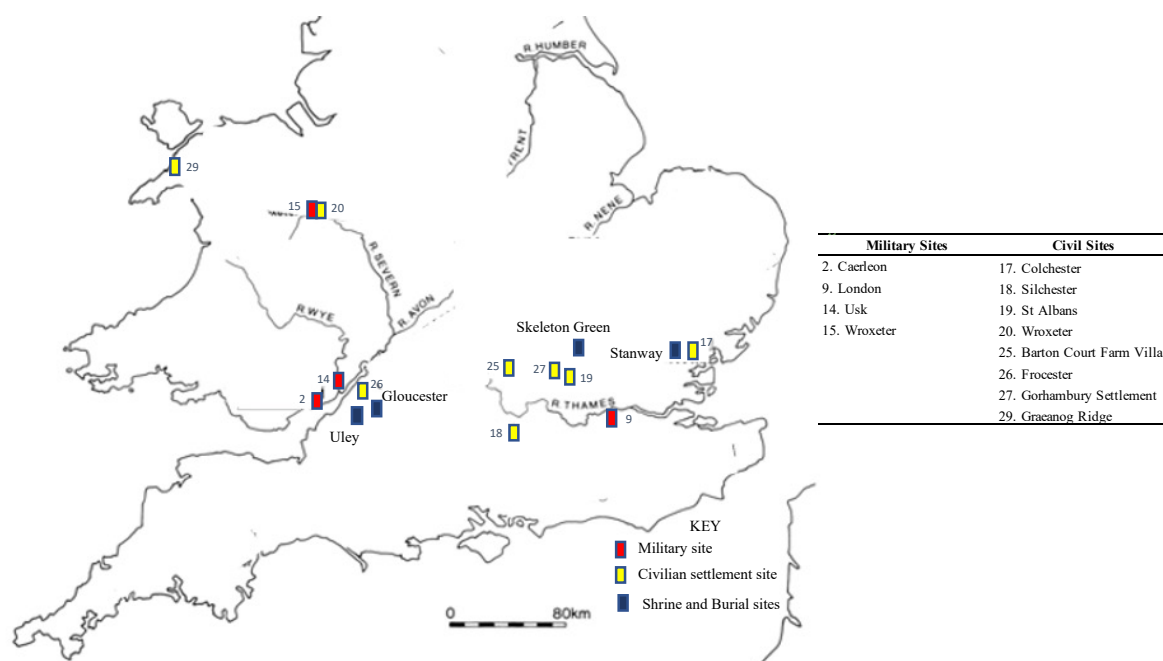 R. HUMBER
TRENT
R. NENE
29
15
20
R. SEVERN
R. WYE
R. AVON
Skeleton Green
Stanway
17
25
27
19
14
26
Gloucester
2
Uley
R. THAMES
9
18
KEY
Military site
Civilian settlement site
Shrine and Burial sites
0 80km
Military Sites Civil Sites
2. Caerleon 17. Colchester
9. London 18. Silchester
14. Usk 19. St Albans
15. Wroxeter 20. Wroxeter
25. Barton Court Farm Villa
26. Frocester
27. Gorhambury Settlement
29. Graeanog Ridge